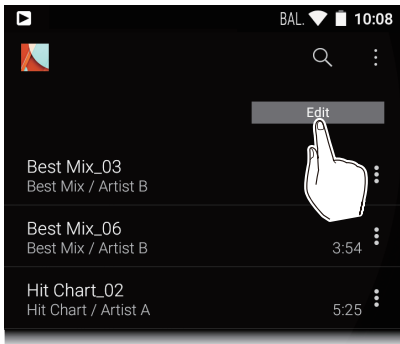 BAL. 10:08
Edit
Best Mix_03
Best Mix / Artist B
Best Mix_06
Best Mix / Artist B 3:54
Hit Chart_02
Hit Chart / Artist A 5:25